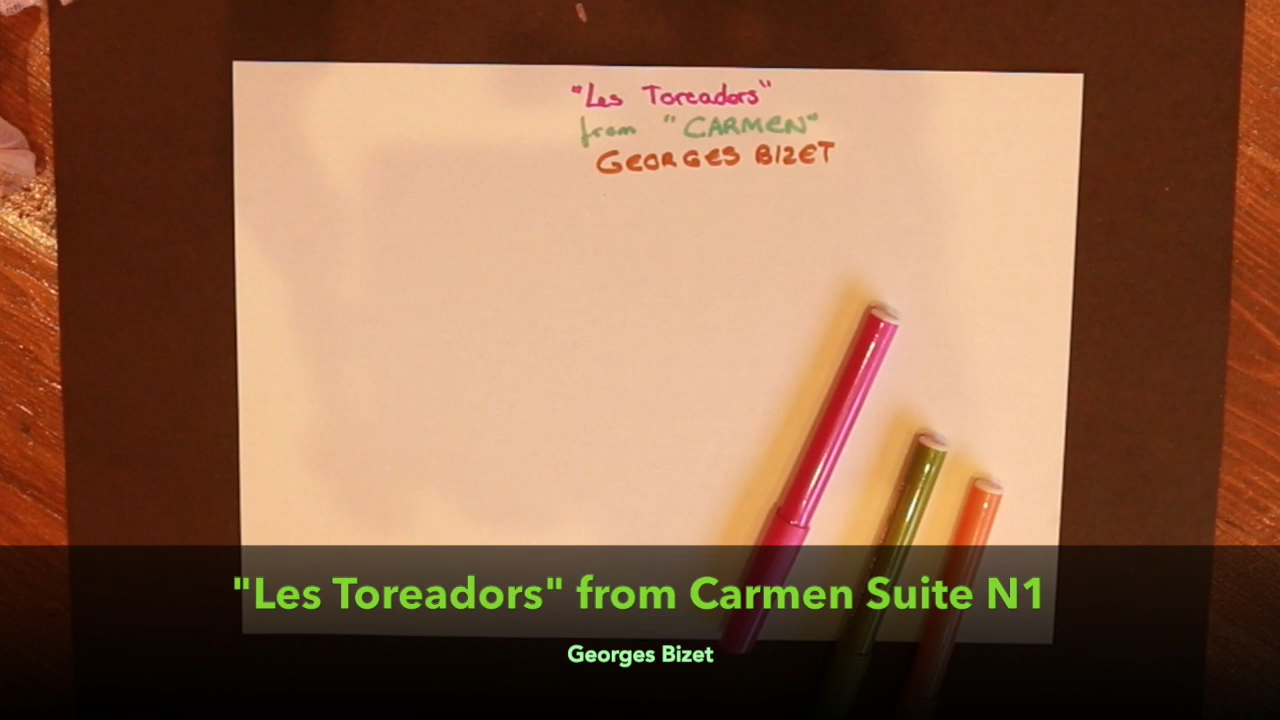 "Les Toreadors"
from "CARMEN"
GEORGES BIZET
"Les Toreadors" from Carmen Suite N1
Georges Bizet